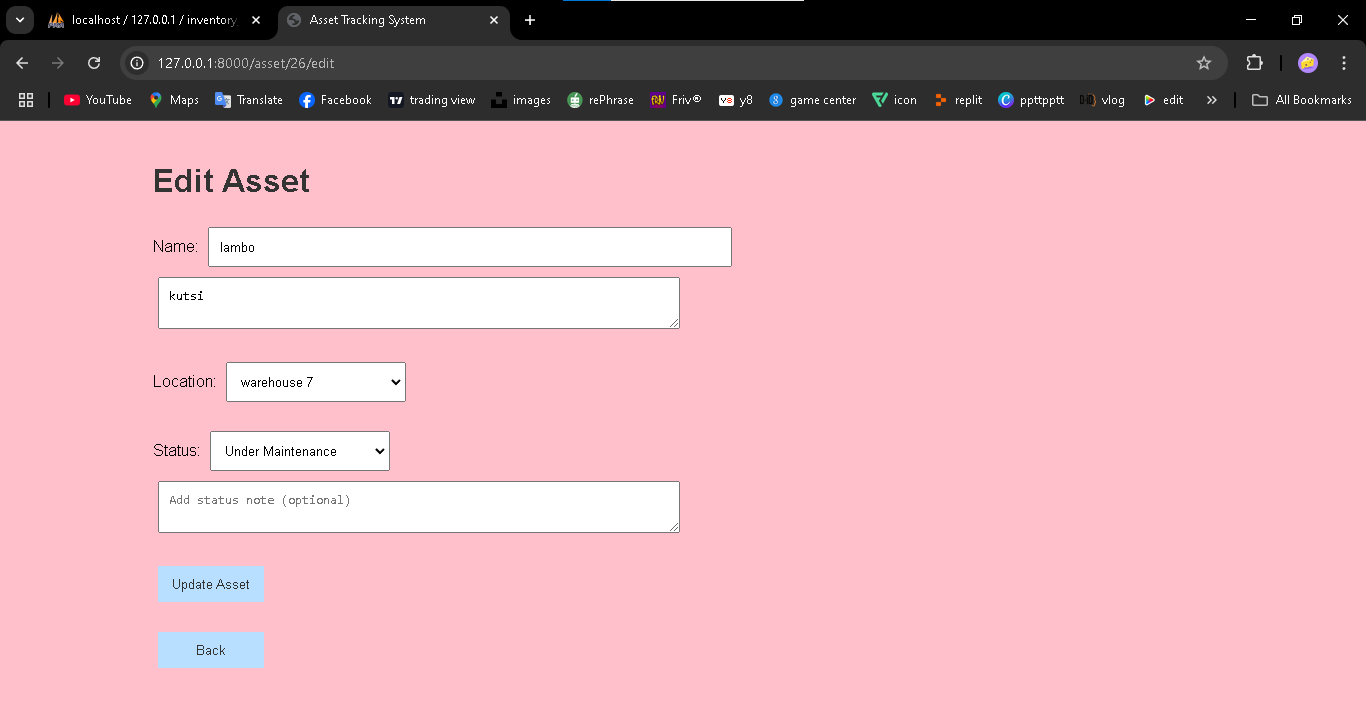 localhost / 127.0.0.1 / inventory
Asset Tracking System
127.0.0.1:8000/asset/26/edit
YouTube Maps Translate Facebook trading view images rePhrase Friv® y8 game center icon replit ppttpptt vlog edit All Bookmarks
Edit Asset
Name: lambo
kutsi
Location: warehouse 7
Status: Under Maintenance
Add status note (optional)
Update Asset
Back